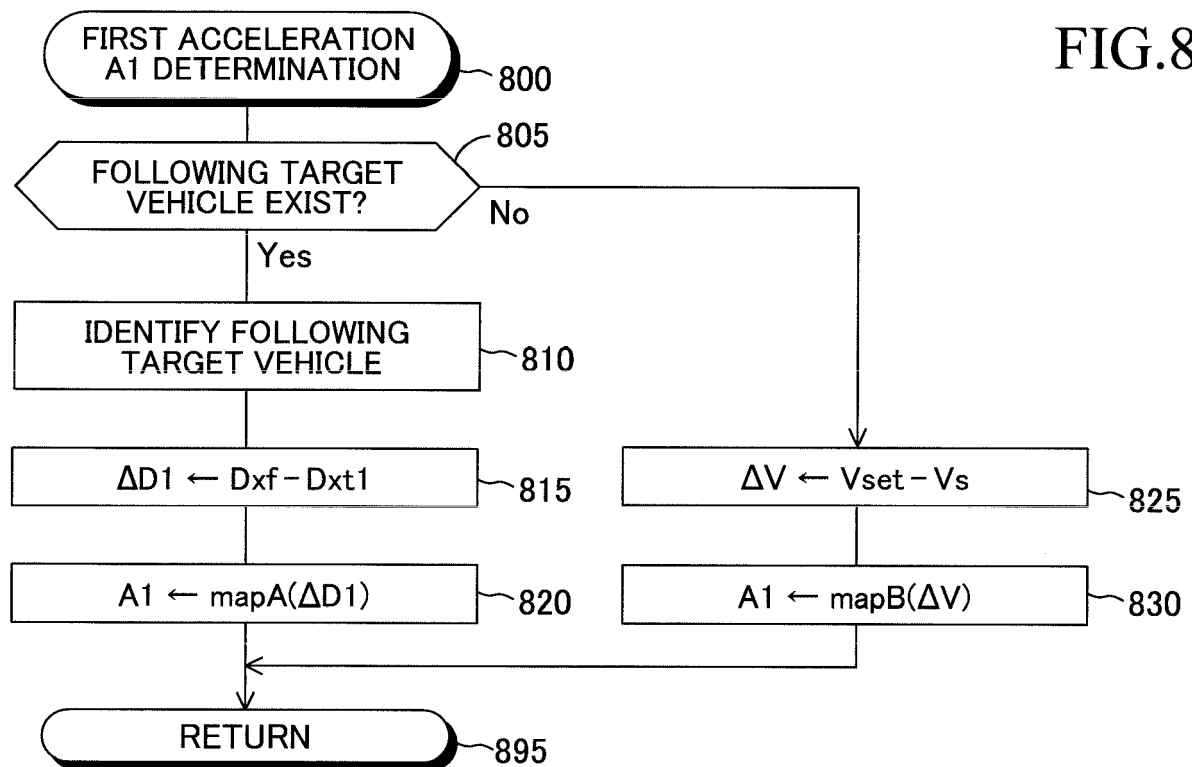 FIG.8
FIRST ACCELERATION
A1 DETERMINATION
800
805
FOLLOWING TARGET
VEHICLE EXIST?
No
Yes
IDENTIFY FOLLOWING
TARGET VEHICLE
810
ΔD1 ← Dxf - Dxt1
815
ΔV ← Vset - Vs
825
A1 ← mapA(ΔD1)
820
A1 ← mapB(ΔV)
830
RETURN
895